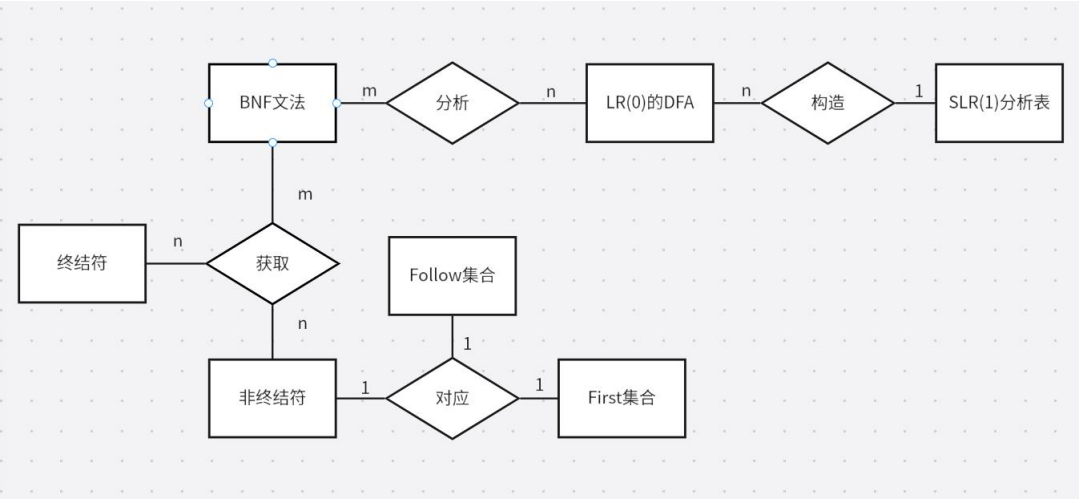 BNF文法
m
分析
n
LR(0)的DFA
n
构造
1
SLR(1)分析表
m
终结符
n
获取
n
Follow集合
1
非终结符
1
对应
1
First集合